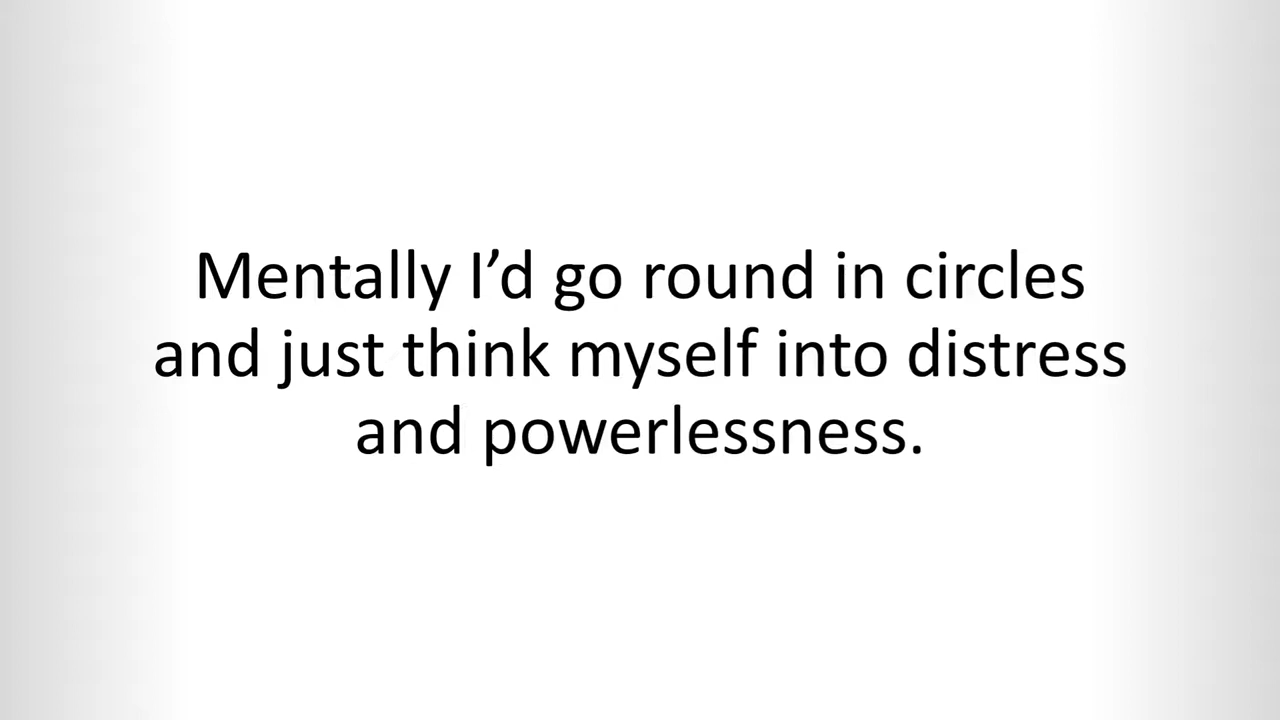 Mentally I’d go round in circles
and just think myself into distress
and powerlessness.